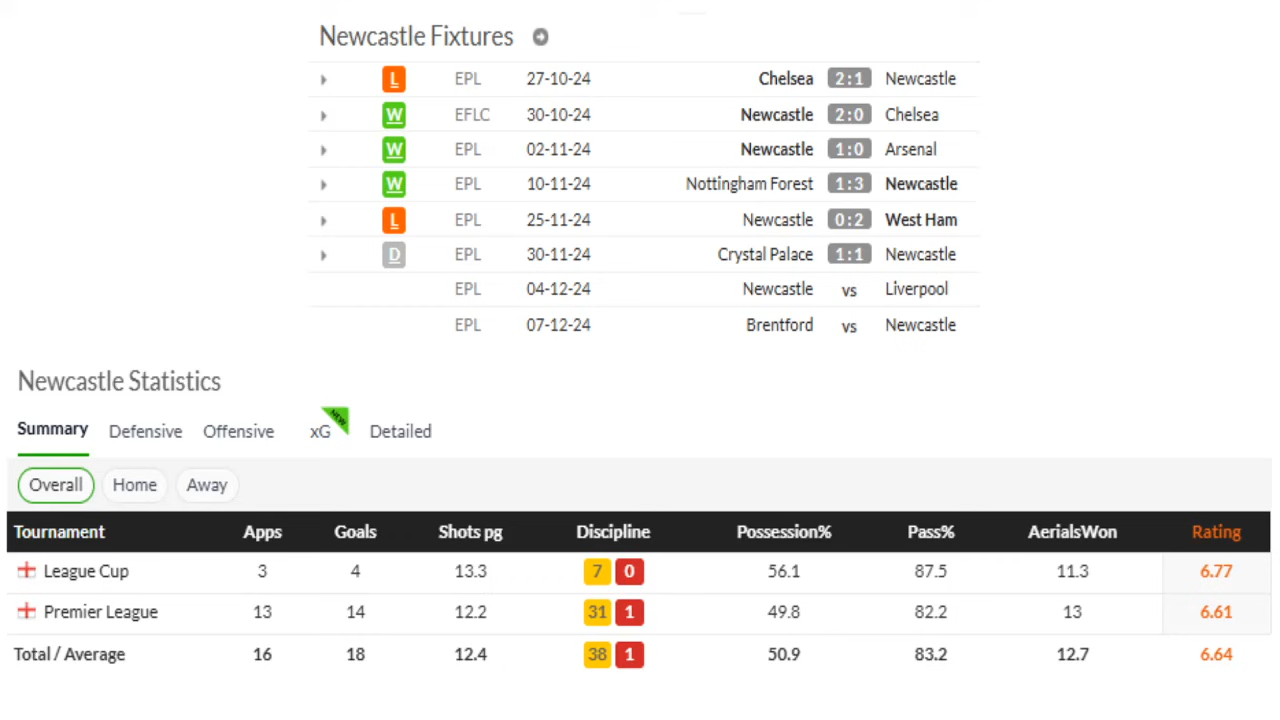 Newcastle Fixtures
L EPL 27-10-24 Chelsea 2:1 Newcastle
W EFLC 30-10-24 Newcastle 2:0 Chelsea
W EPL 02-11-24 Newcastle 1:0 Arsenal
W EPL 10-11-24 Nottingham Forest 1:3 Newcastle
L EPL 25-11-24 Newcastle 0:2 West Ham
D EPL 30-11-24 Crystal Palace 1:1 Newcastle
EPL 04-12-24 Newcastle vs Liverpool
EPL 07-12-24 Brentford vs Newcastle
Newcastle Statistics
Summary Defensive Offensive xG NEW Detailed
Overall Home Away
Tournament Apps Goals Shots pg Discipline Possession% Pass% AerialsWon Rating
League Cup 3 4 13.3 7 0 56.1 87.5 11.3 6.77
Premier League 13 14 12.2 31 1 49.8 82.2 13 6.61
Total / Average 16 18 12.4 38 1 50.9 83.2 12.7 6.64